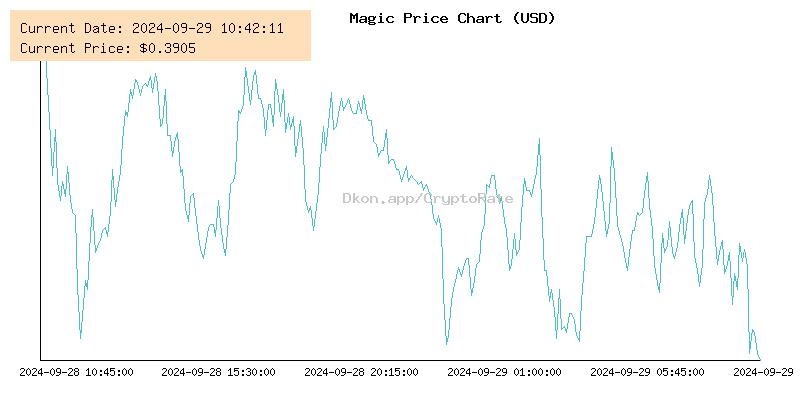 Magic Price Chart (USD)
Current Date: 2024-09-29 10:42:11
Current Price: $0.3905
Dkon.app/CryptoRate
2024-09-28 10:45:00 2024-09-28 15:30:00 2024-09-28 20:15:00 2024-09-29 01:00:00 2024-09-29 05:45:00 2024-09-29